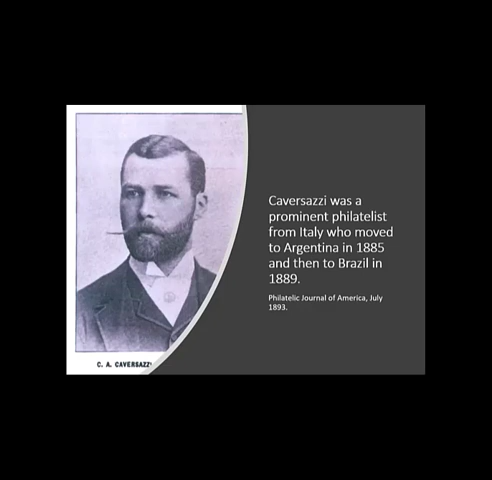 Caversazzi was a
prominent philatelist
from Italy who moved
to Argentina in 1885
and then to Brazil in
1889.
Philatelic Journal of America, July
1893.
C. A. CAVERSAZZI